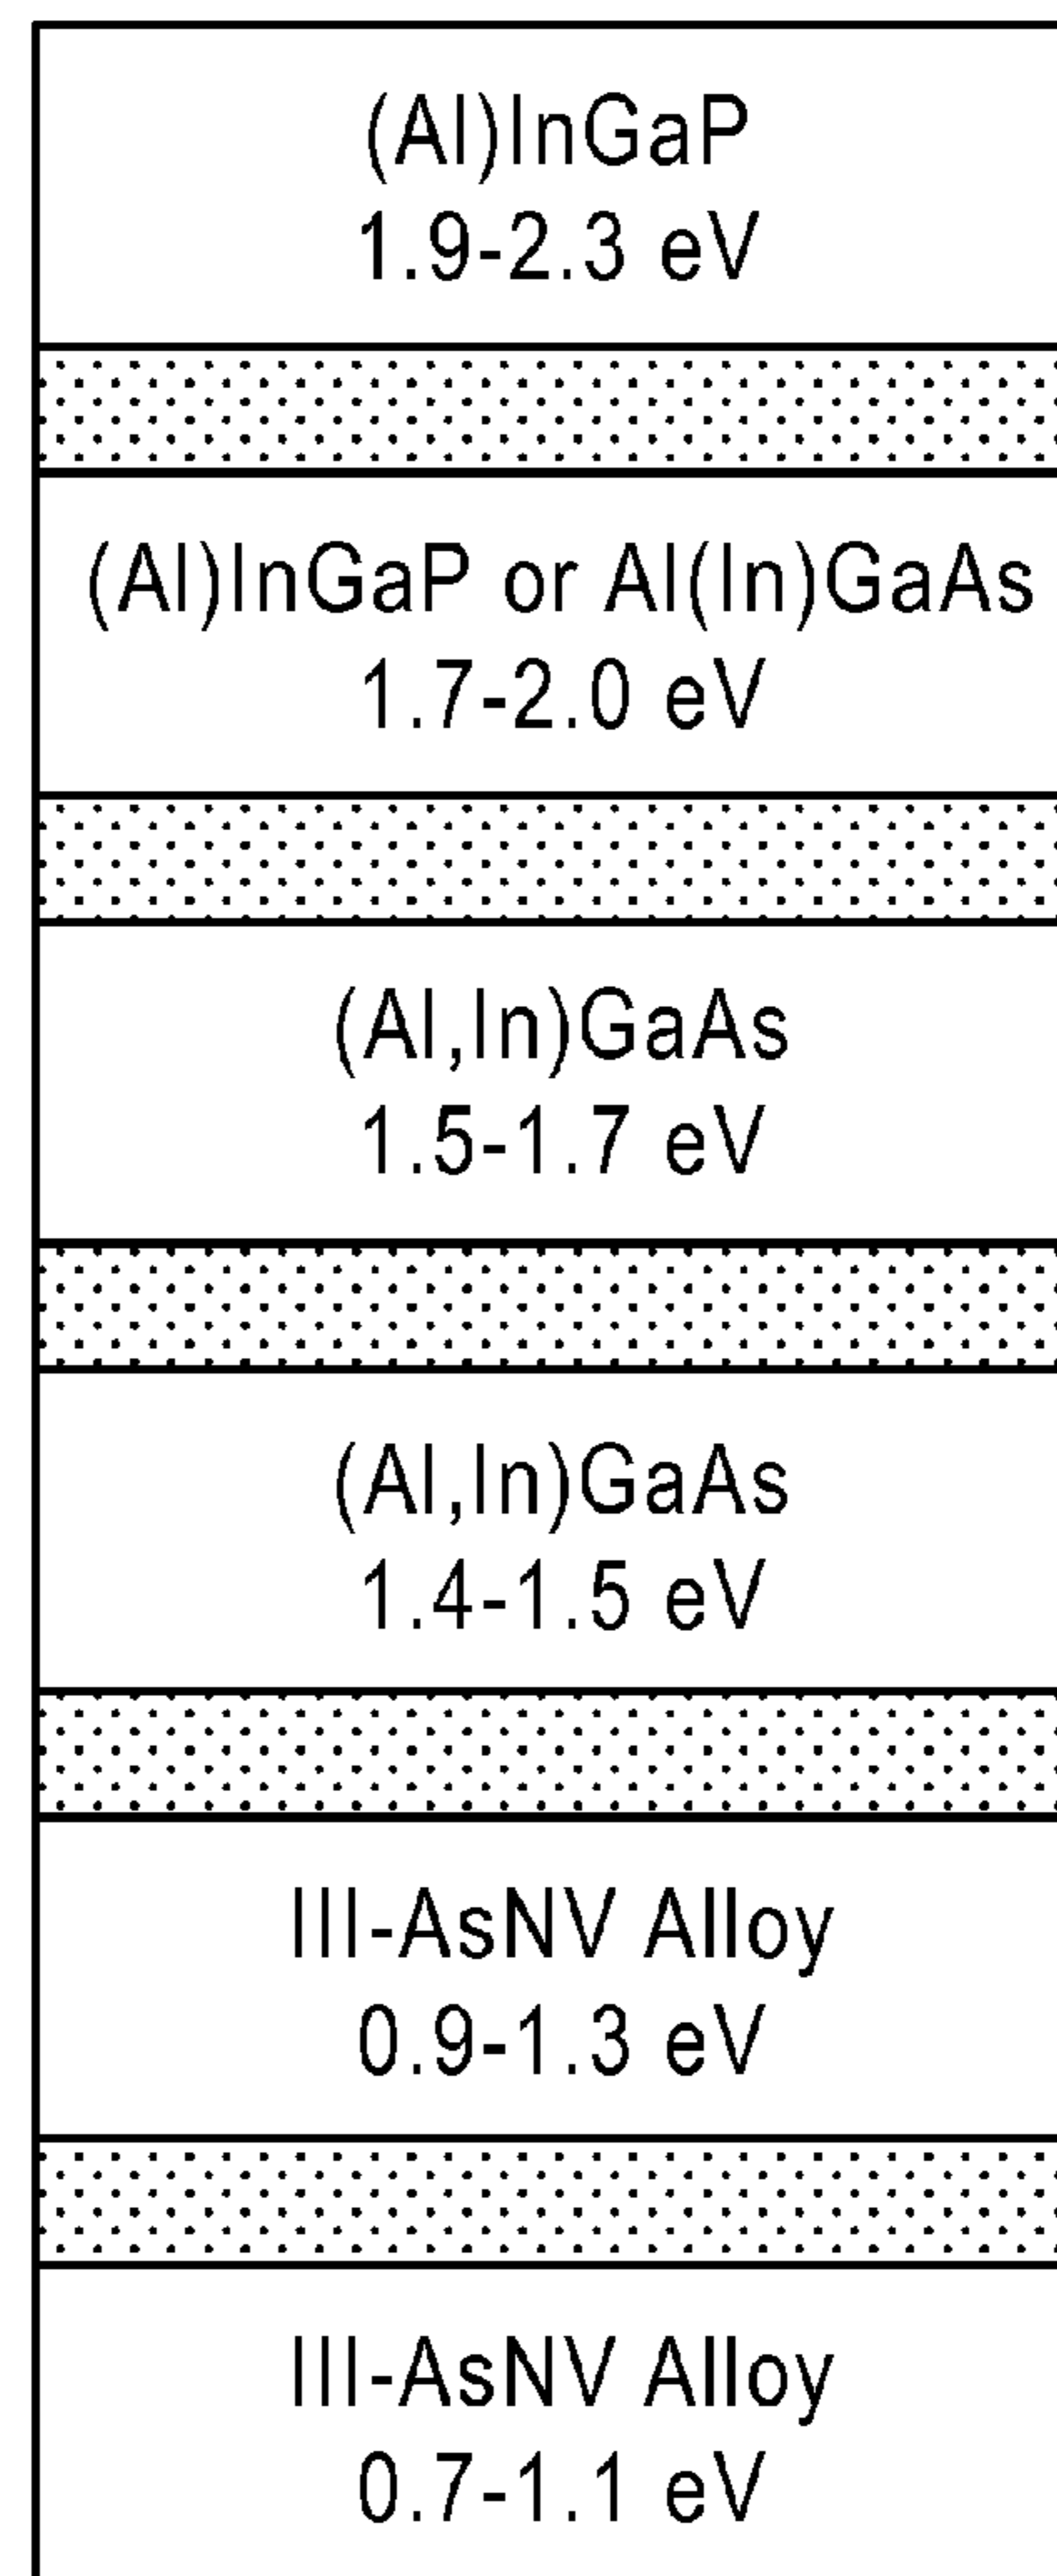 (Al)InGaP
1.9-2.3 eV
(Al)InGaP or Al(In)GaAs
1.7-2.0 eV
(Al,In)GaAs
1.5-1.7 eV
(Al,In)GaAs
1.4-1.5 eV
III-AsNV Alloy
0.9-1.3 eV
III-AsNV Alloy
0.7-1.1 eV